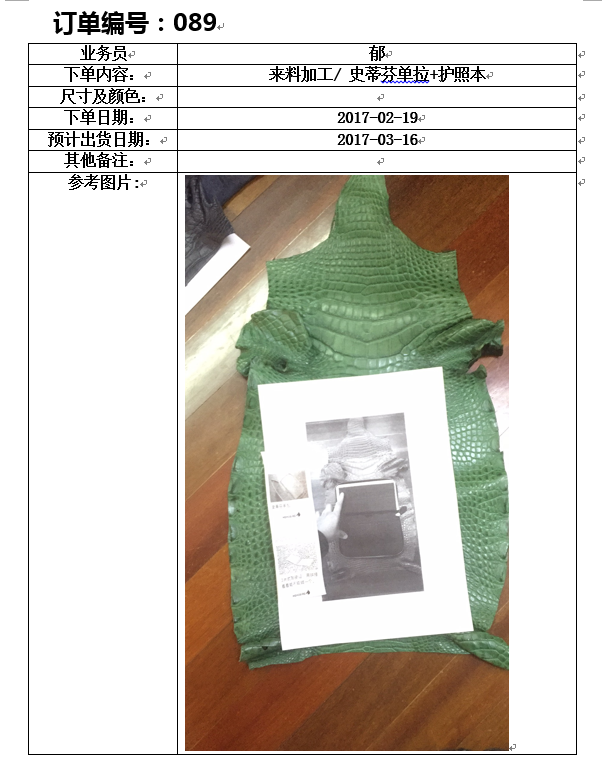 订单编号：089
业务员 郁
下单内容： 来料加工/ 史蒂芬单拉+护照本
尺寸及颜色：
下单日期： 2017-02-19
预计出货日期： 2017-03-16
其他备注：
参考图片: